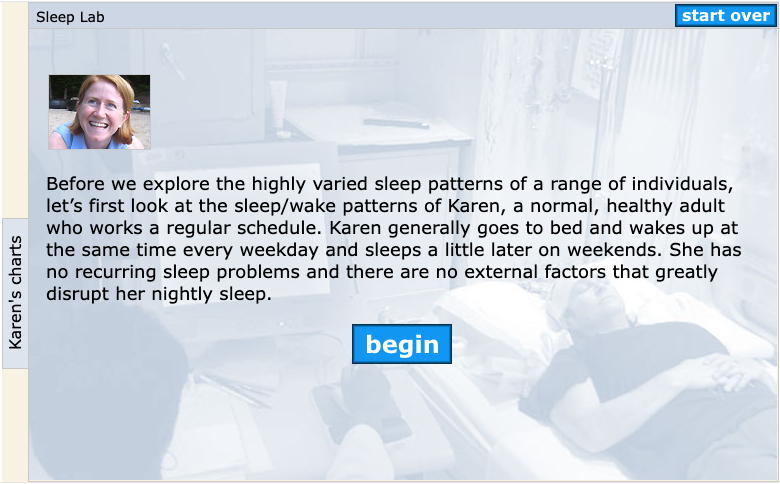 Sleep Lab
start over
Before we explore the highly varied sleep patterns of a range of individuals,
let’s first look at the sleep/wake patterns of Karen, a normal, healthy adult
who works a regular schedule. Karen generally goes to bed and wakes up at
the same time every weekday and sleeps a little later on weekends. She has
no recurring sleep problems and there are no external factors that greatly
disrupt her nightly sleep.
begin
Karen's charts